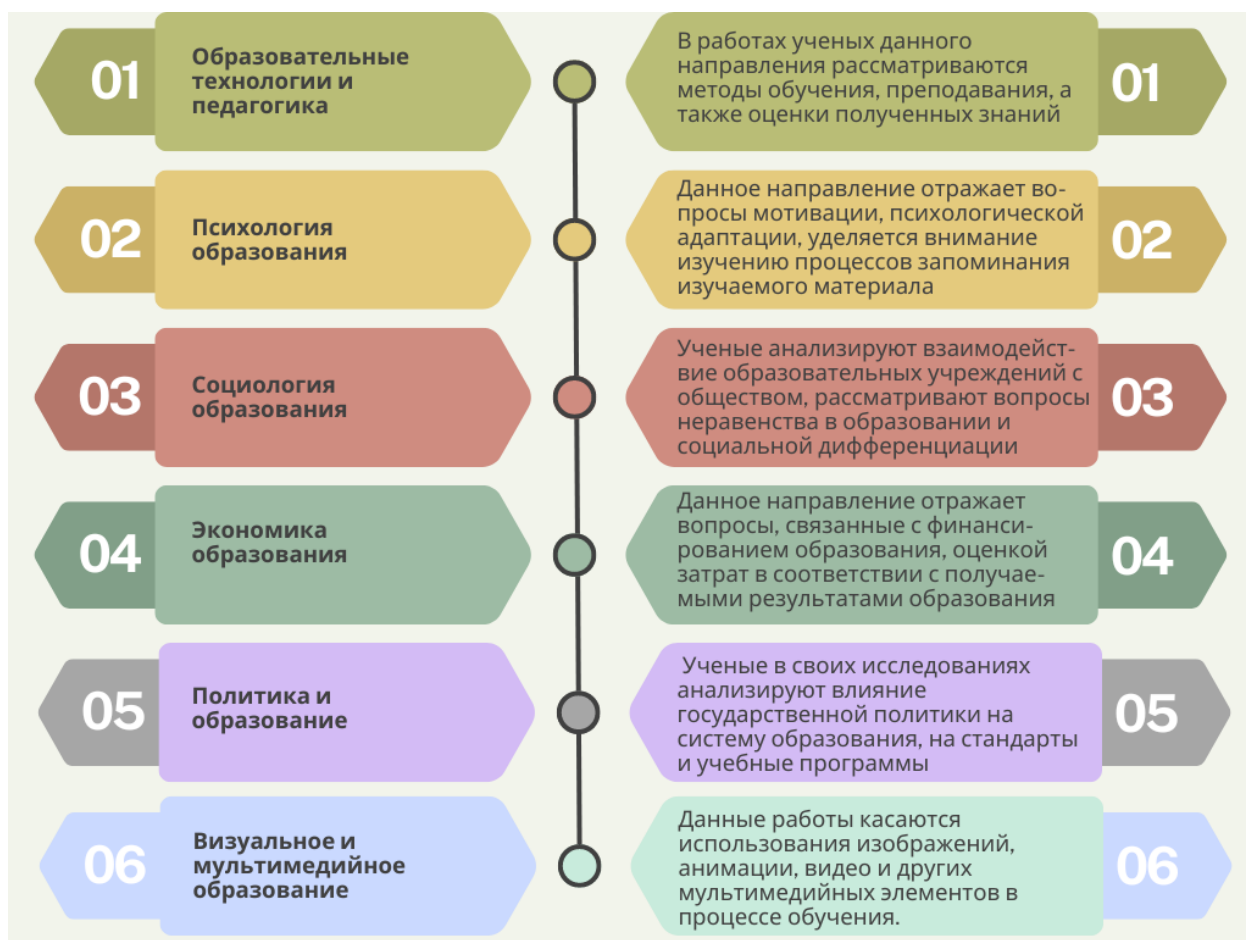 01
Образовательные
технологии и
педагогика
В работах ученых данного
направления рассматриваются
методы обучения, преподавания, а
также оценки полученных знаний
01
02
Психология
образования
Данное направление отражает во-
просы мотивации, психологической
адаптации, уделяется внимание
изучению процессов запоминания
изучаемого материала
02
03
Социология
образования
Ученые анализируют взаимодейст-
вие образовательных учреждений с
обществом, рассматривают вопросы
неравенства в образовании и
социальной дифференциации
03
04
Экономика
образования
Данное направление отражает
вопросы, связанные с финанси-
рованием образования, оценкой
затрат в соответствии с получае-
мыми результатами образования
04
05
Политика и
образование
Ученые в своих исследованиях
анализируют влияние
государственной политики на
систему образования, на стандарты
и учебные программы
05
06
Визуальное и
мультимедийное
образование
Данные работы касаются
использования изображений,
анимации, видео и других
мультимедийных элементов в
процессе обучения.
06